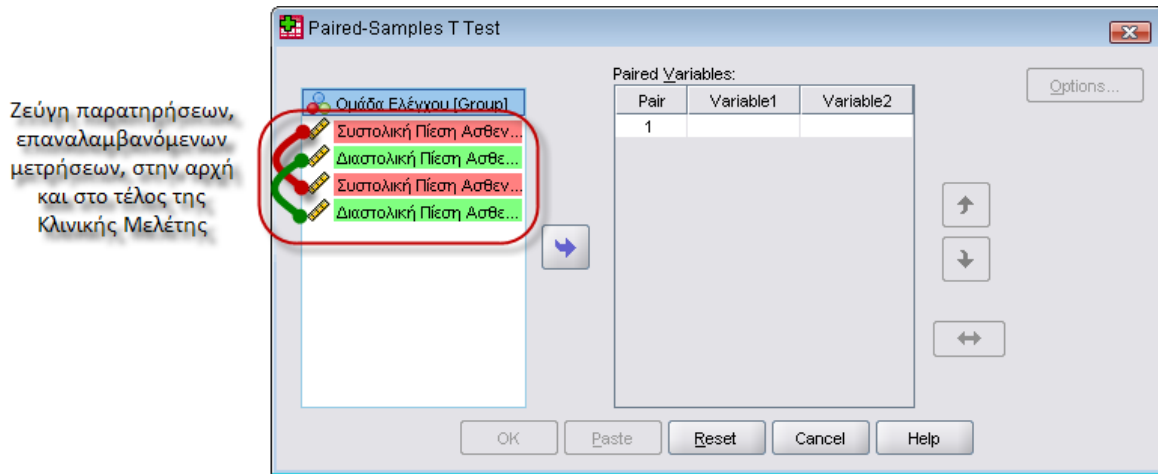 Paired-Samples T Test
Ζεύγη παρατηρήσεων,
επαναλαμβανόμενων
μετρήσεων, στην αρχή
και στο τέλος της
Κλινικής Μελέτης
Ομάδα Ελέγχου [Group]
Συστολική Πίεση Ασθεν...
Διαστολική Πίεση Ασθε...
Συστολική Πίεση Ασθεν...
Διαστολική Πίεση Ασθε...
Paired Variables:
Pair Variable1 Variable2
1
Options...
OK Paste Reset Cancel Help